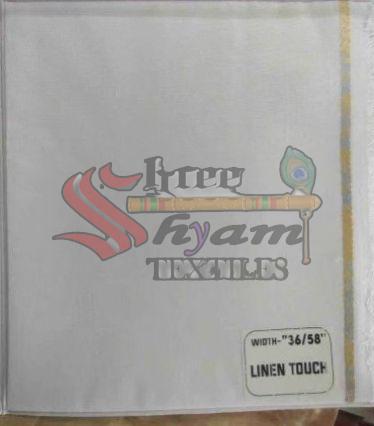 Shree
Shyam
TEXTILES
WIDTH-"36/58"
LINEN TOUCH